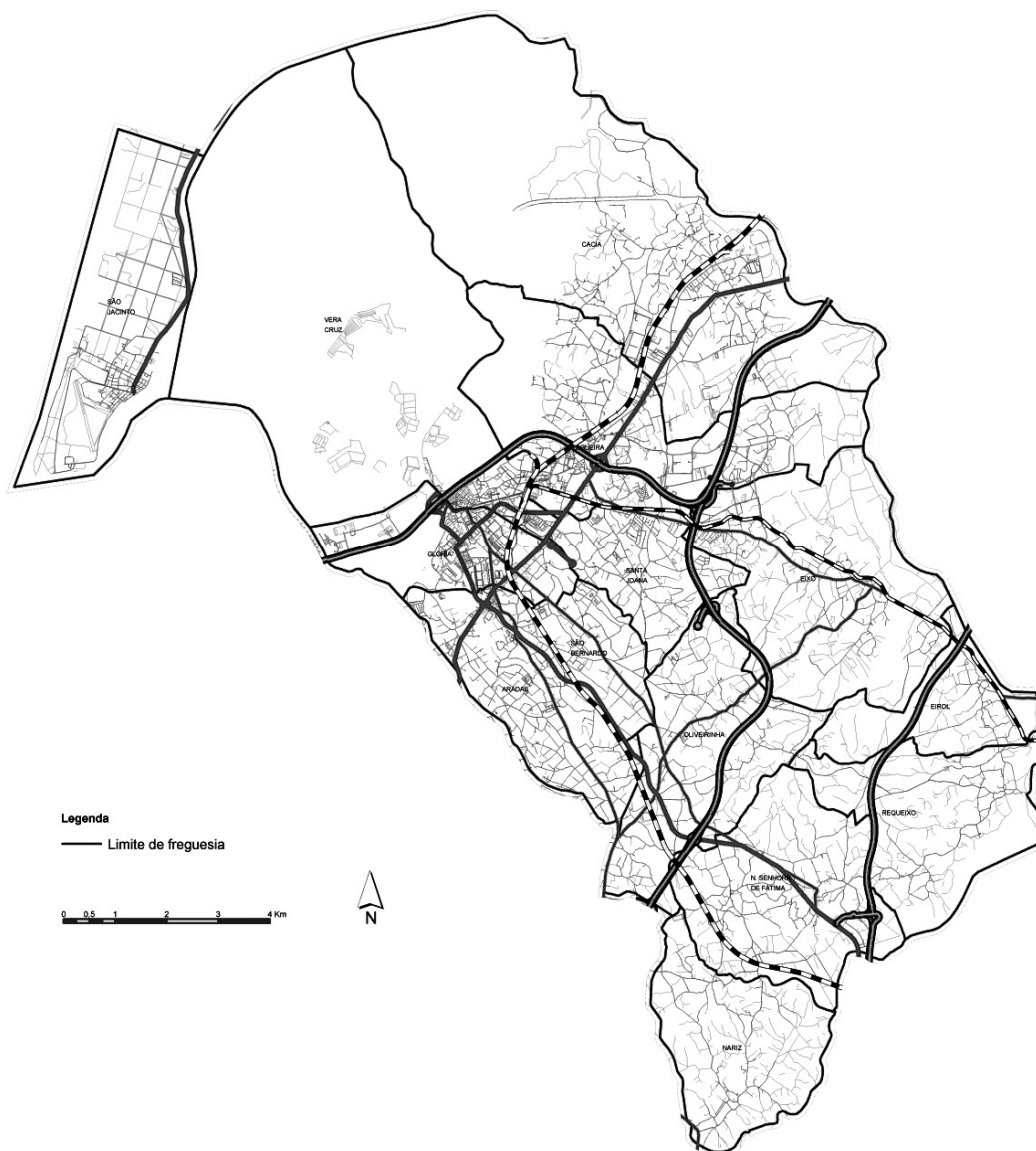 CACIA
SÃO
JACINTO
VERA
CRUZ
GLÓRIA
SANTA
JOANA
EIXO
SÃO
BERNARDO
ARADAS
EIROL
OLIVEIRINHA
REQUEIXO
Legenda
Limite de freguesia
N. SENHORA
DE FÁTIMA
0 0,5 1 2 3 4 Km
N
NARIZ